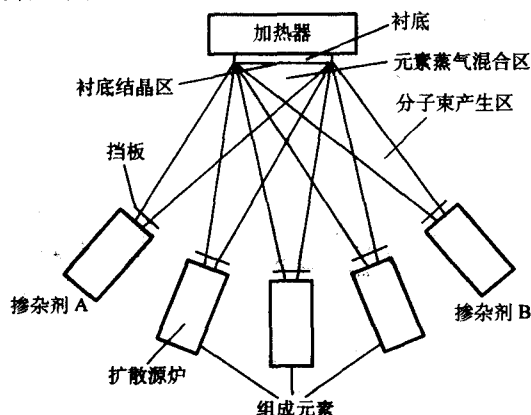 加热器
衬底
元素蒸气混合区
衬底结晶区
分子束产生区
挡板
掺杂剂 A
掺杂剂 B
扩散源炉
组成元素